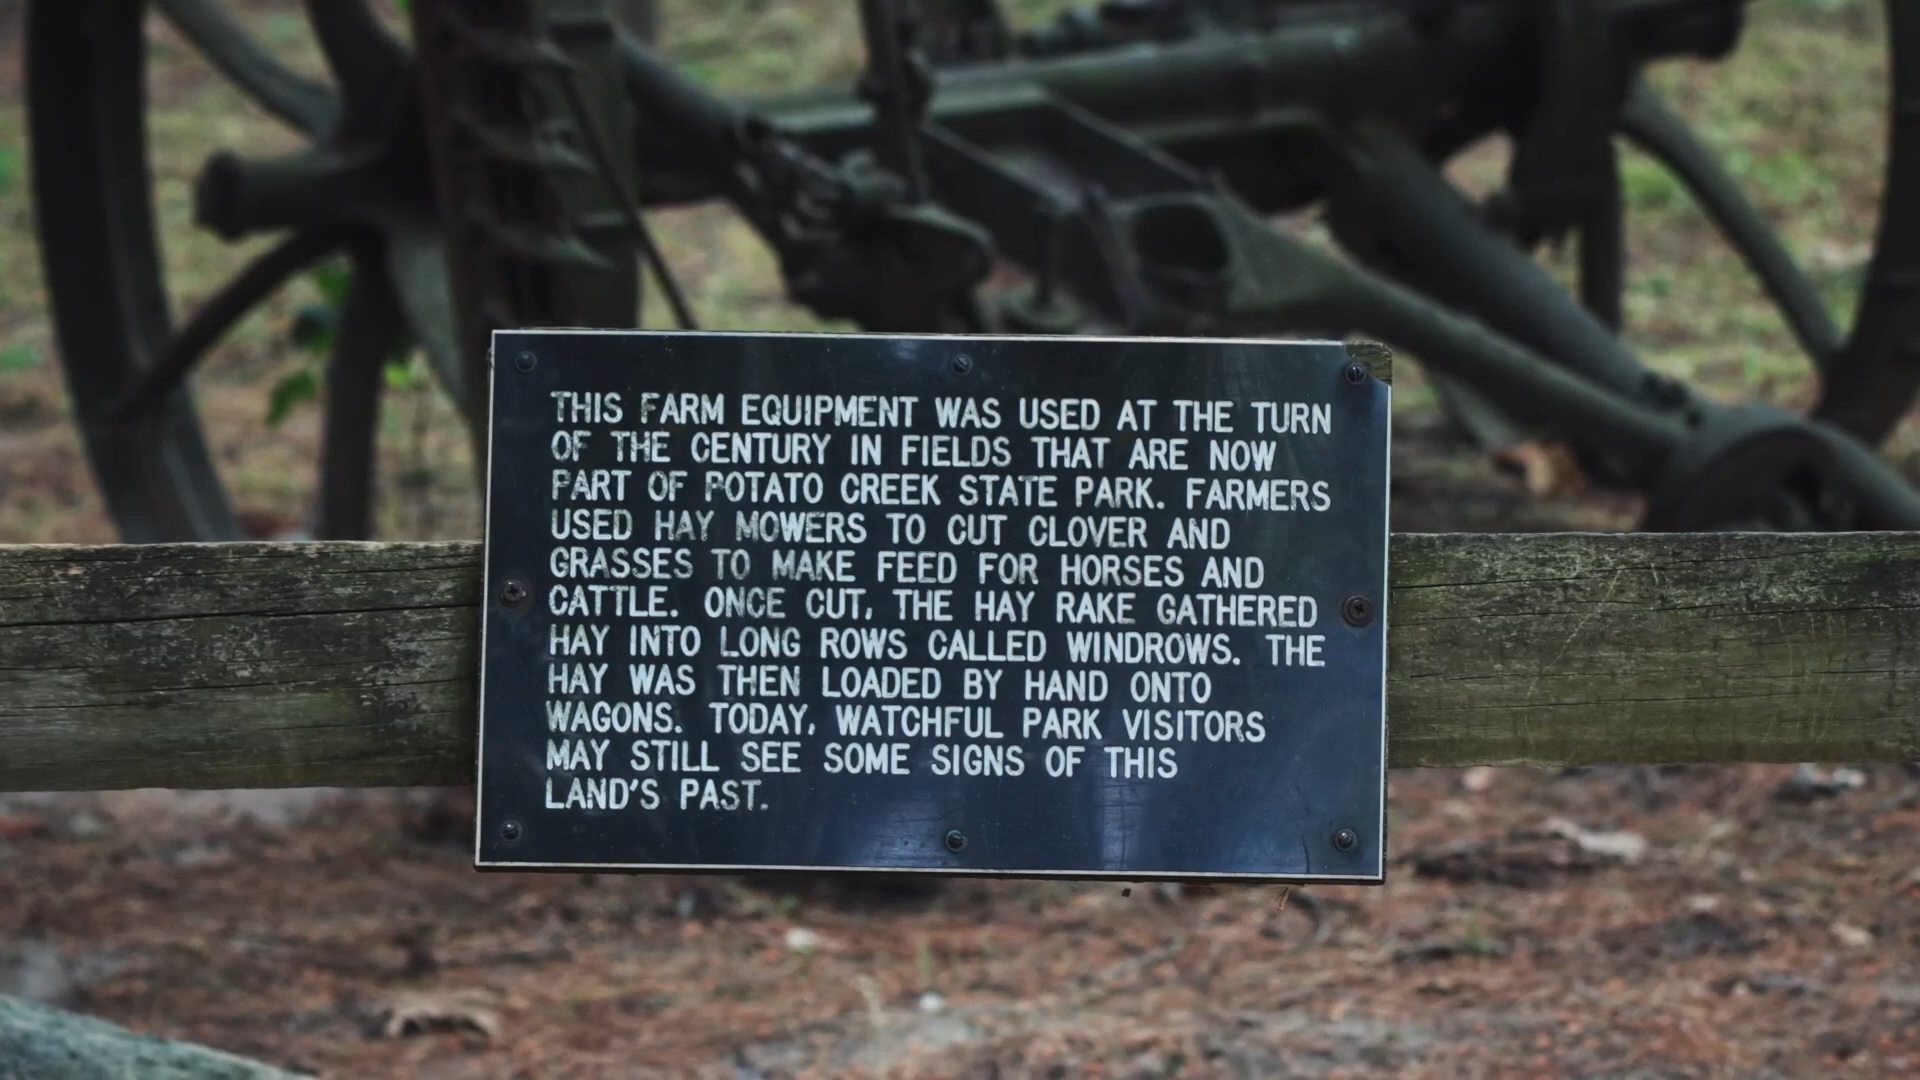 THIS FARM EQUIPMENT WAS USED AT THE TURN
OF THE CENTURY IN FIELDS THAT ARE NOW
PART OF POTATO CREEK STATE PARK. FARMERS
USED HAY MOWERS TO CUT CLOVER AND
GRASSES TO MAKE FEED FOR HORSES AND
CATTLE. ONCE CUT, THE HAY RAKE GATHERED
HAY INTO LONG ROWS CALLED WINDROWS. THE
HAY WAS THEN LOADED BY HAND ONTO
WAGONS. TODAY, WATCHFUL PARK VISITORS
MAY STILL SEE SOME SIGNS OF THIS
LAND'S PAST.